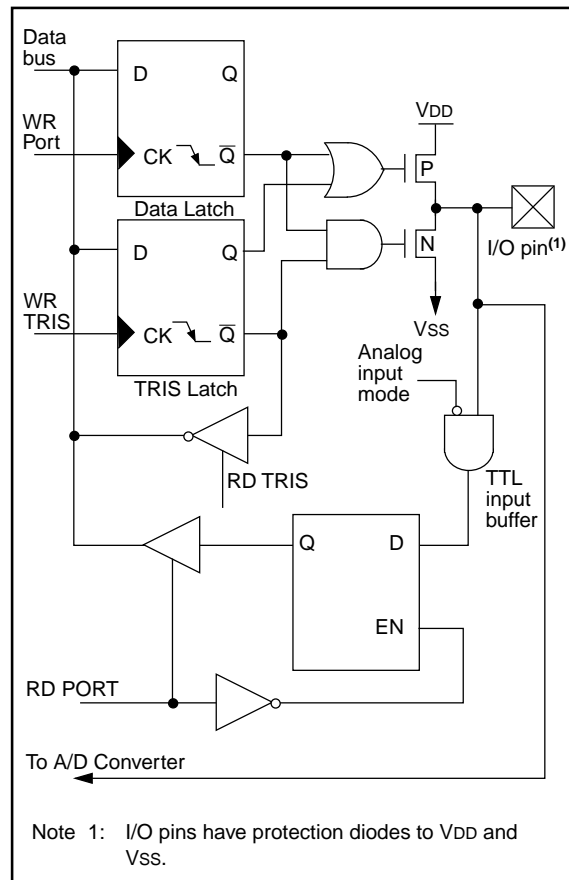 Data
bus
D
Q
VDD
WR
Port
CK
Q
P
Data Latch
D
Q
N
I/O pin(1)
WR
TRIS
CK
Q
VSS
TRIS Latch
Analog
input
mode
RD TRIS
TTL
input
buffer
Q
D
EN
RD PORT
To A/D Converter
Note 1: I/O pins have protection diodes to VDD and
VSS.